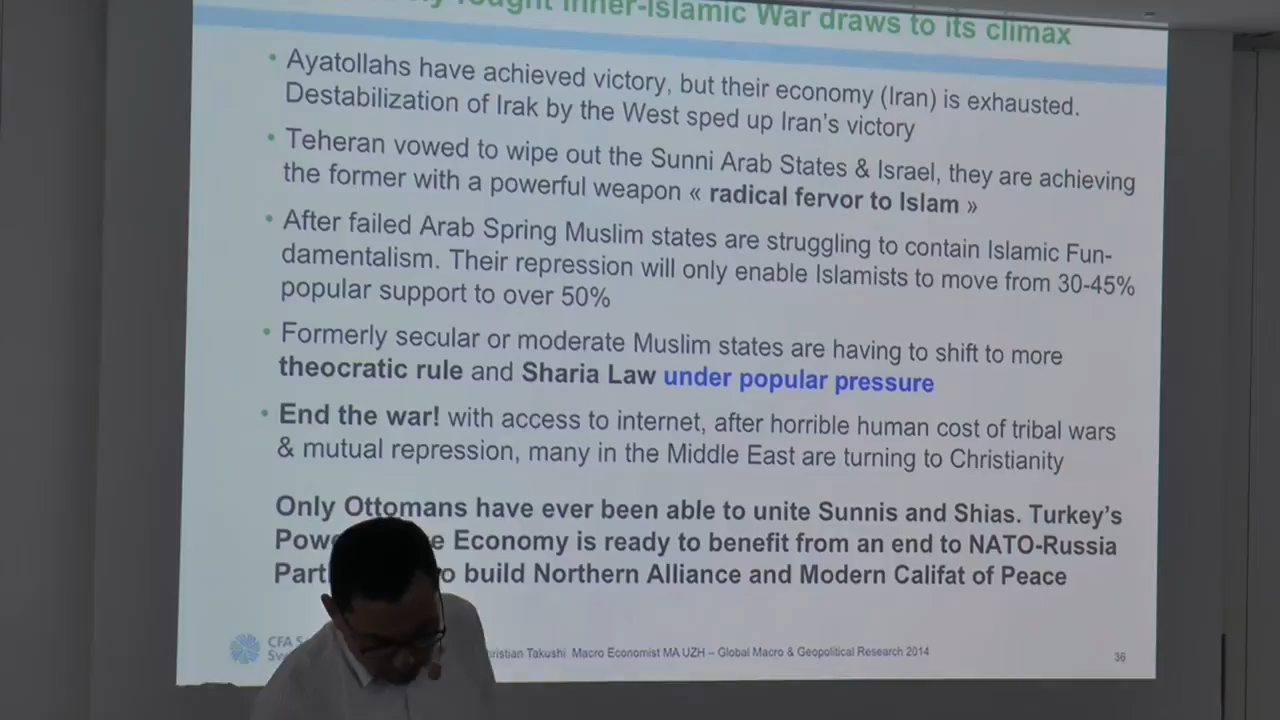 Inner-Islamic War draws to its climax
• Ayatollahs have achieved victory, but their economy (Iran) is exhausted.
Destabilization of Irak by the West sped up Iran's victory
• Teheran vowed to wipe out the Sunni Arab States & Israel, they are achieving
the former with a powerful weapon « radical fervor to Islam »
• After failed Arab Spring Muslim states are struggling to contain Islamic Fun-
damentalism. Their repression will only enable Islamists to move from 30-45%
popular support to over 50%
• Formerly secular or moderate Muslim states are having to shift to more
theocratic rule and Sharia Law under popular pressure
• End the war! with access to internet, after horrible human cost of tribal wars
& mutual repression, many in the Middle East are turning to Christianity
Only Ottomans have ever been able to unite Sunnis and Shias. Turkey's
Economy is ready to benefit from an end to NATO-Russia
build Northern Alliance and Modern Califat of Peace
CFA
Takushi Macro Economist MA UZH – Global Macro & Geopolitical Research 2014
36